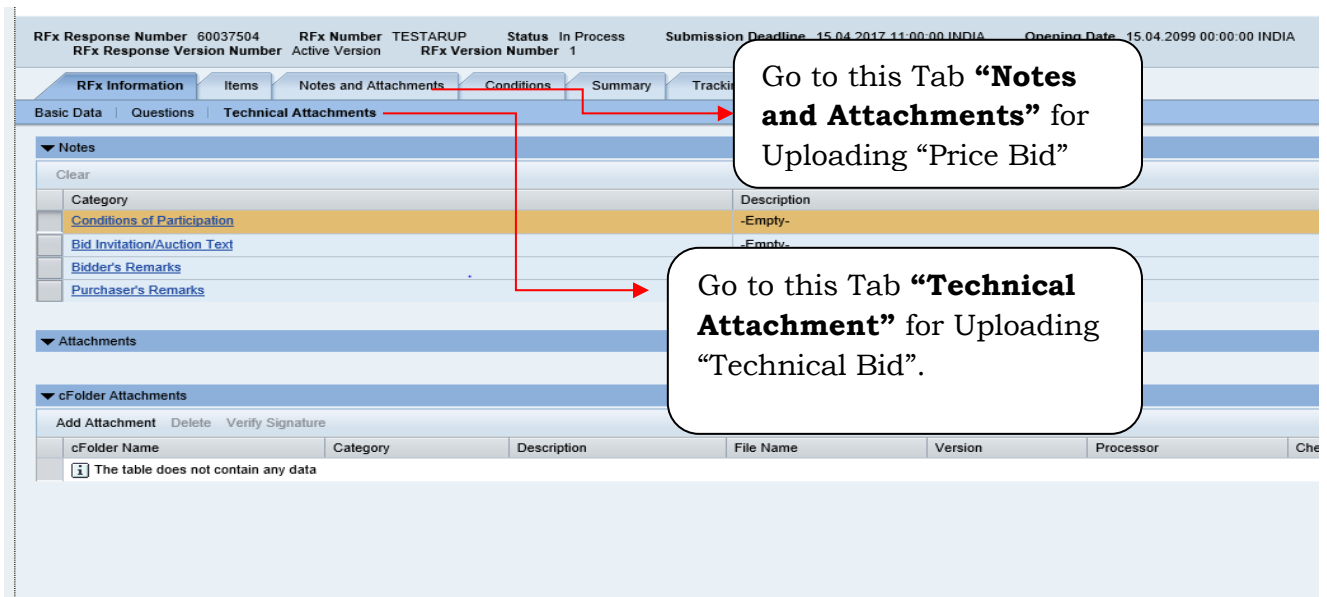 RFx Response Number 60037504 RFx Number TESTARUP Status In Process Submission Deadline 15.04.2017 11:00:00 INDIA Opening Date 15.04.2099 00:00:00 INDIA
RFx Response Version Number Active Version RFx Version Number 1
RFx Information Items Notes and Attachments Conditions Summary
Basic Data | Questions | Technical Attachments
Go to this Tab “Notes
and Attachments” for
Uploading “Price Bid”
Notes
Clear
Category Description
Conditions of Participation -Empty-
Bid Invitation/Auction Text -Empty-
Bidder's Remarks
Purchaser's Remarks
Go to this Tab “Technical
Attachment” for Uploading
“Technical Bid”.
Attachments
cFolder Attachments
Add Attachment Delete Verify Signature
cFolder Name Category Description File Name Version Processor Che
The table does not contain any data